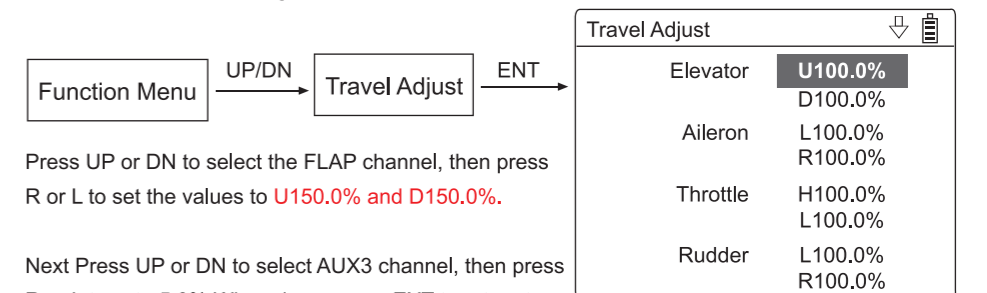 Function Menu
UP/DN
Travel Adjust
ENT
Press UP or DN to select the FLAP channel, then press
R or L to set the values to U150.0% and D150.0%.
Next Press UP or DN to select AUX3 channel, then press
Travel Adjust
Elevator U100.0%
D100.0%
Aileron L100.0%
R100.0%
Throttle H100.0%
L100.0%
Rudder L100.0%
R100.0%